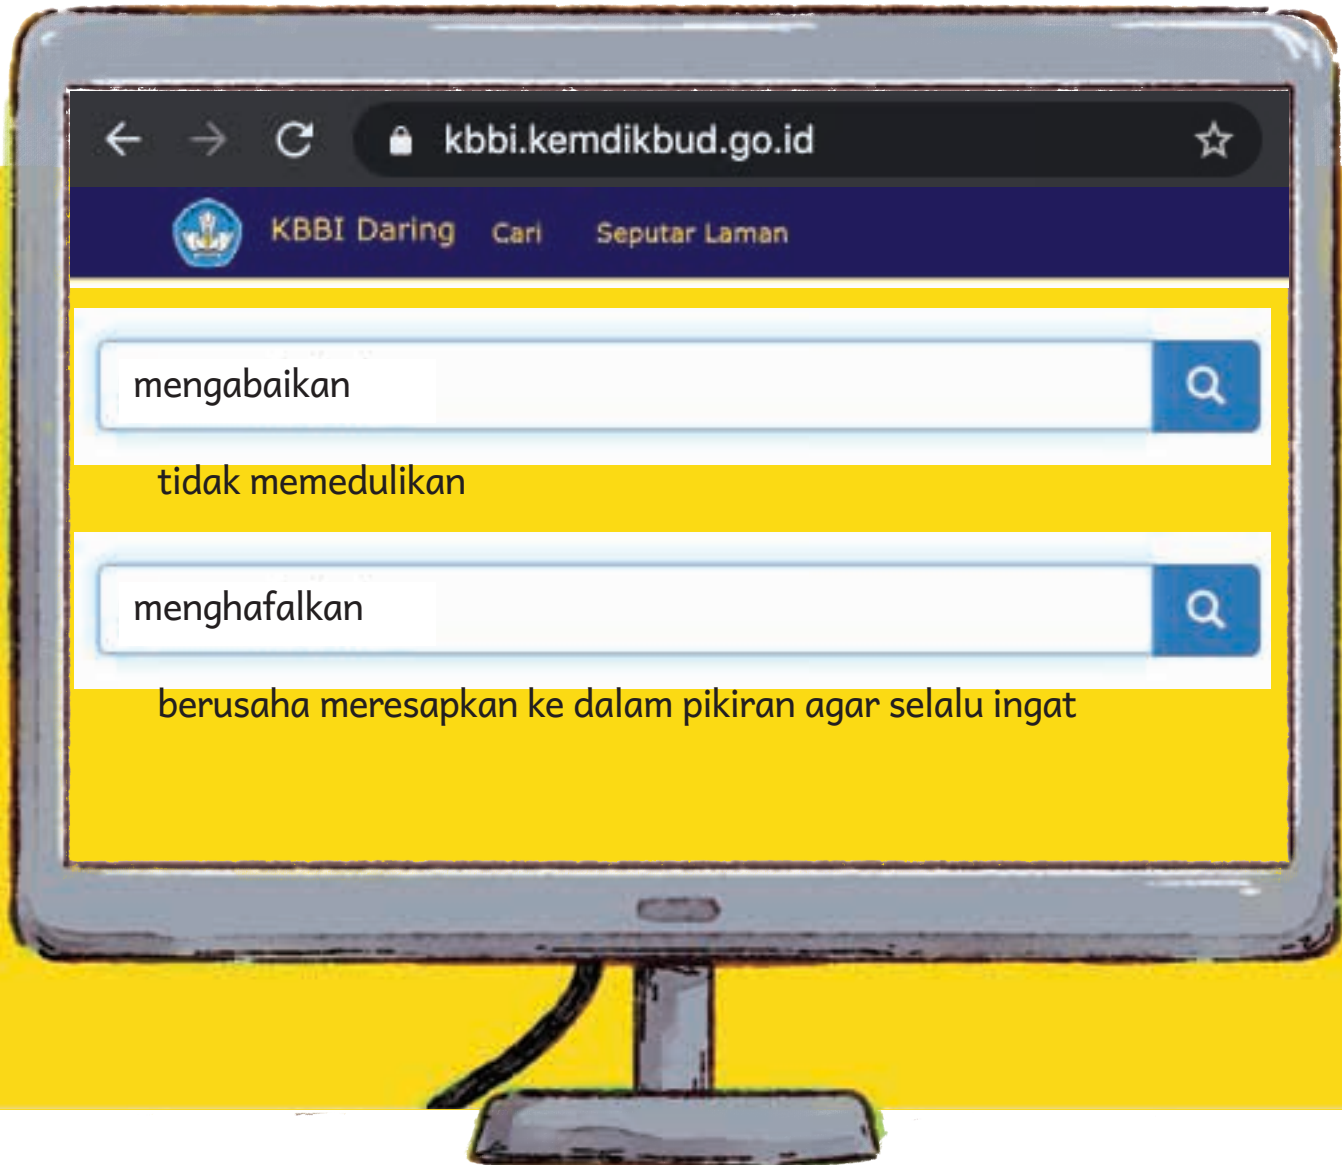 kbbi.kemdikbud.go.id
KBBI Daring Cari Seputar Laman
mengabaikan
tidak memedulikan
menghafalkan
berusaha meresapkan ke dalam pikiran agar selalu ingat